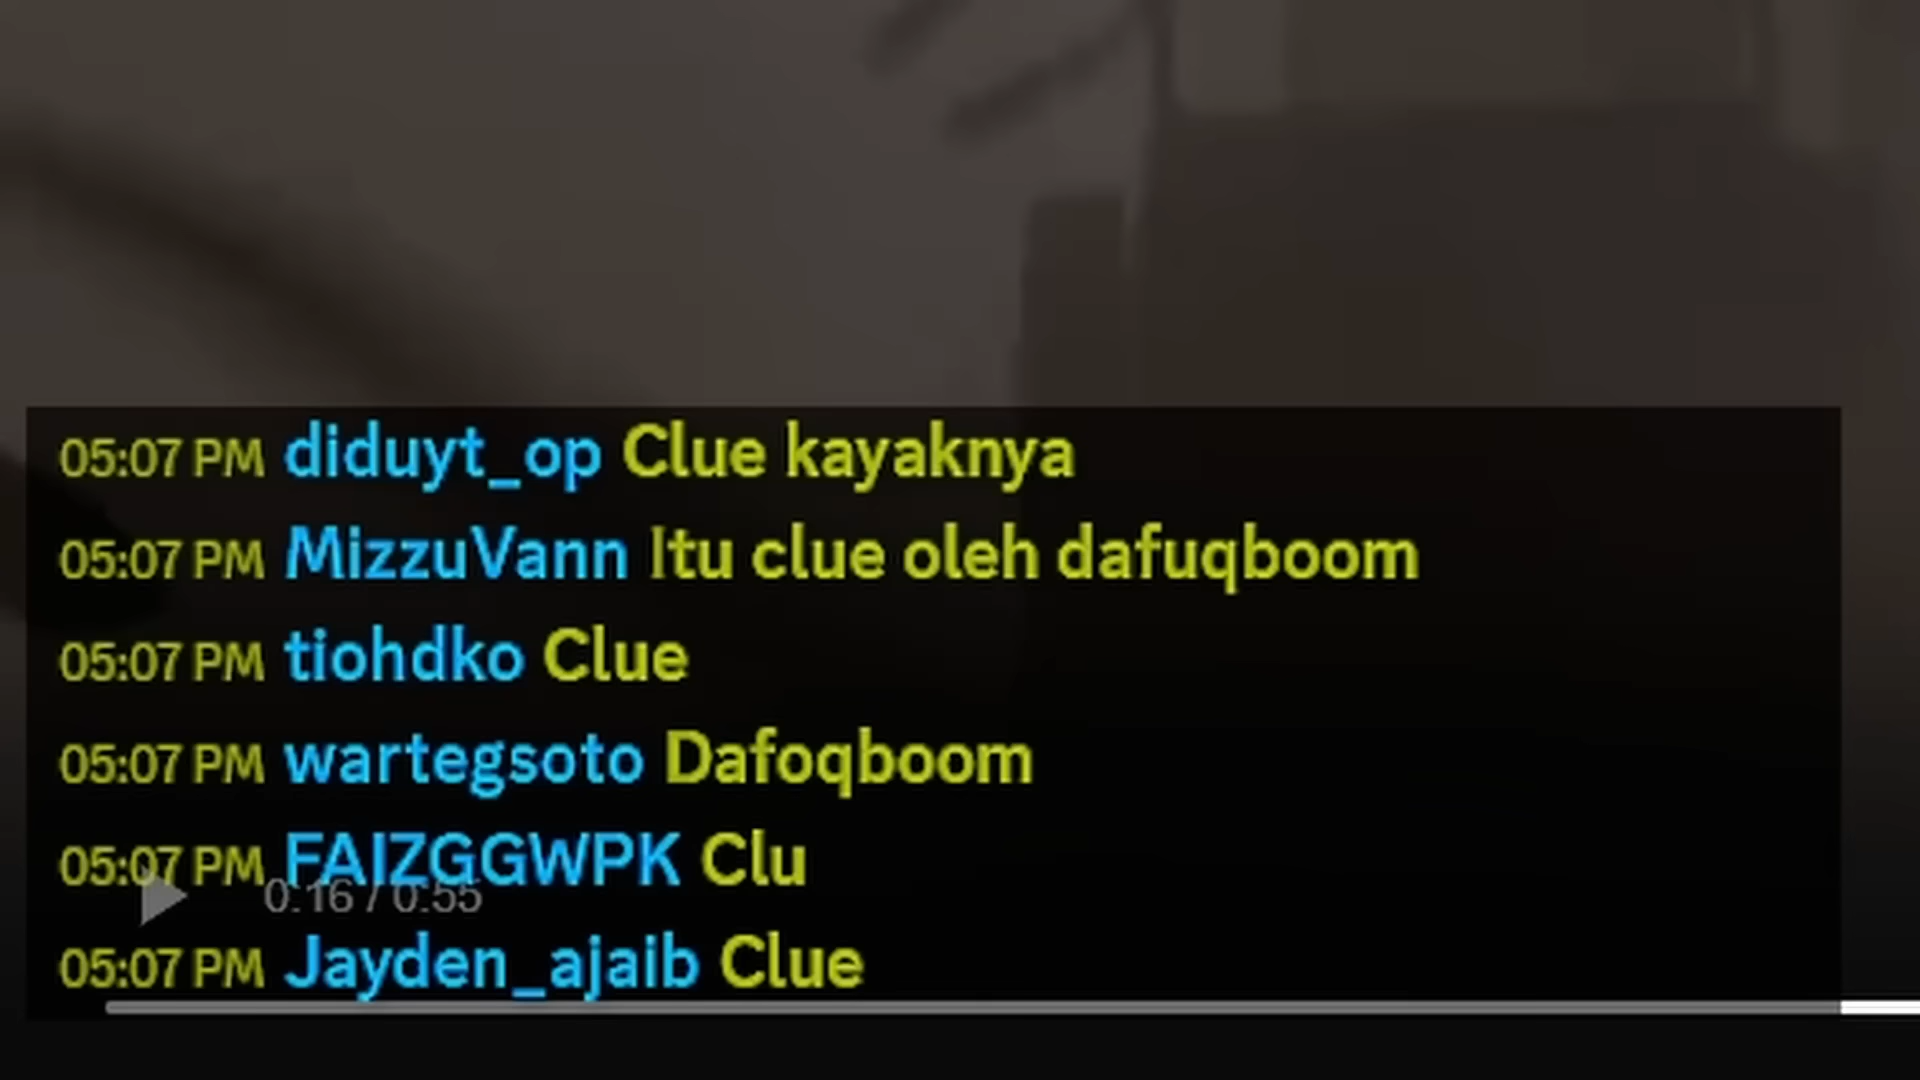 05:07 PM diduyt_op Clue kayaknya
05:07 PM MizzuVann Itu clue oleh dafuqboom
05:07 PM tiohdko Clue
05:07 PM wartegsoto Dafoqboom
05:07 PM FAIZGGWPK Clu
0:16 / 0:55
05:07 PM Jayden_ajaib Clue